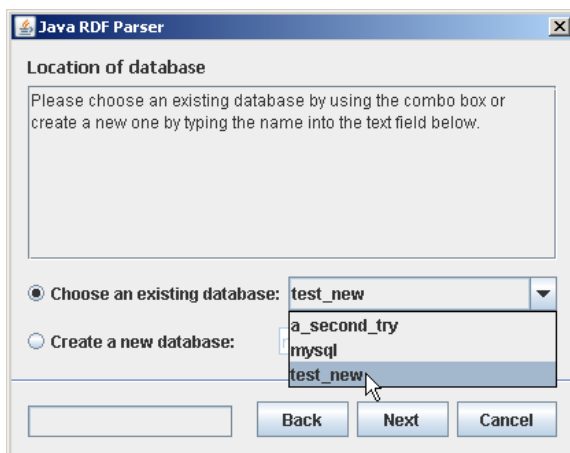 Java RDF Parser
Location of database
Please choose an existing database by using the combo box or
create a new one by typing the name into the text field below.
Choose an existing database: test_new
a_second_try
Create a new database:
mysql
test_new
Back Next Cancel